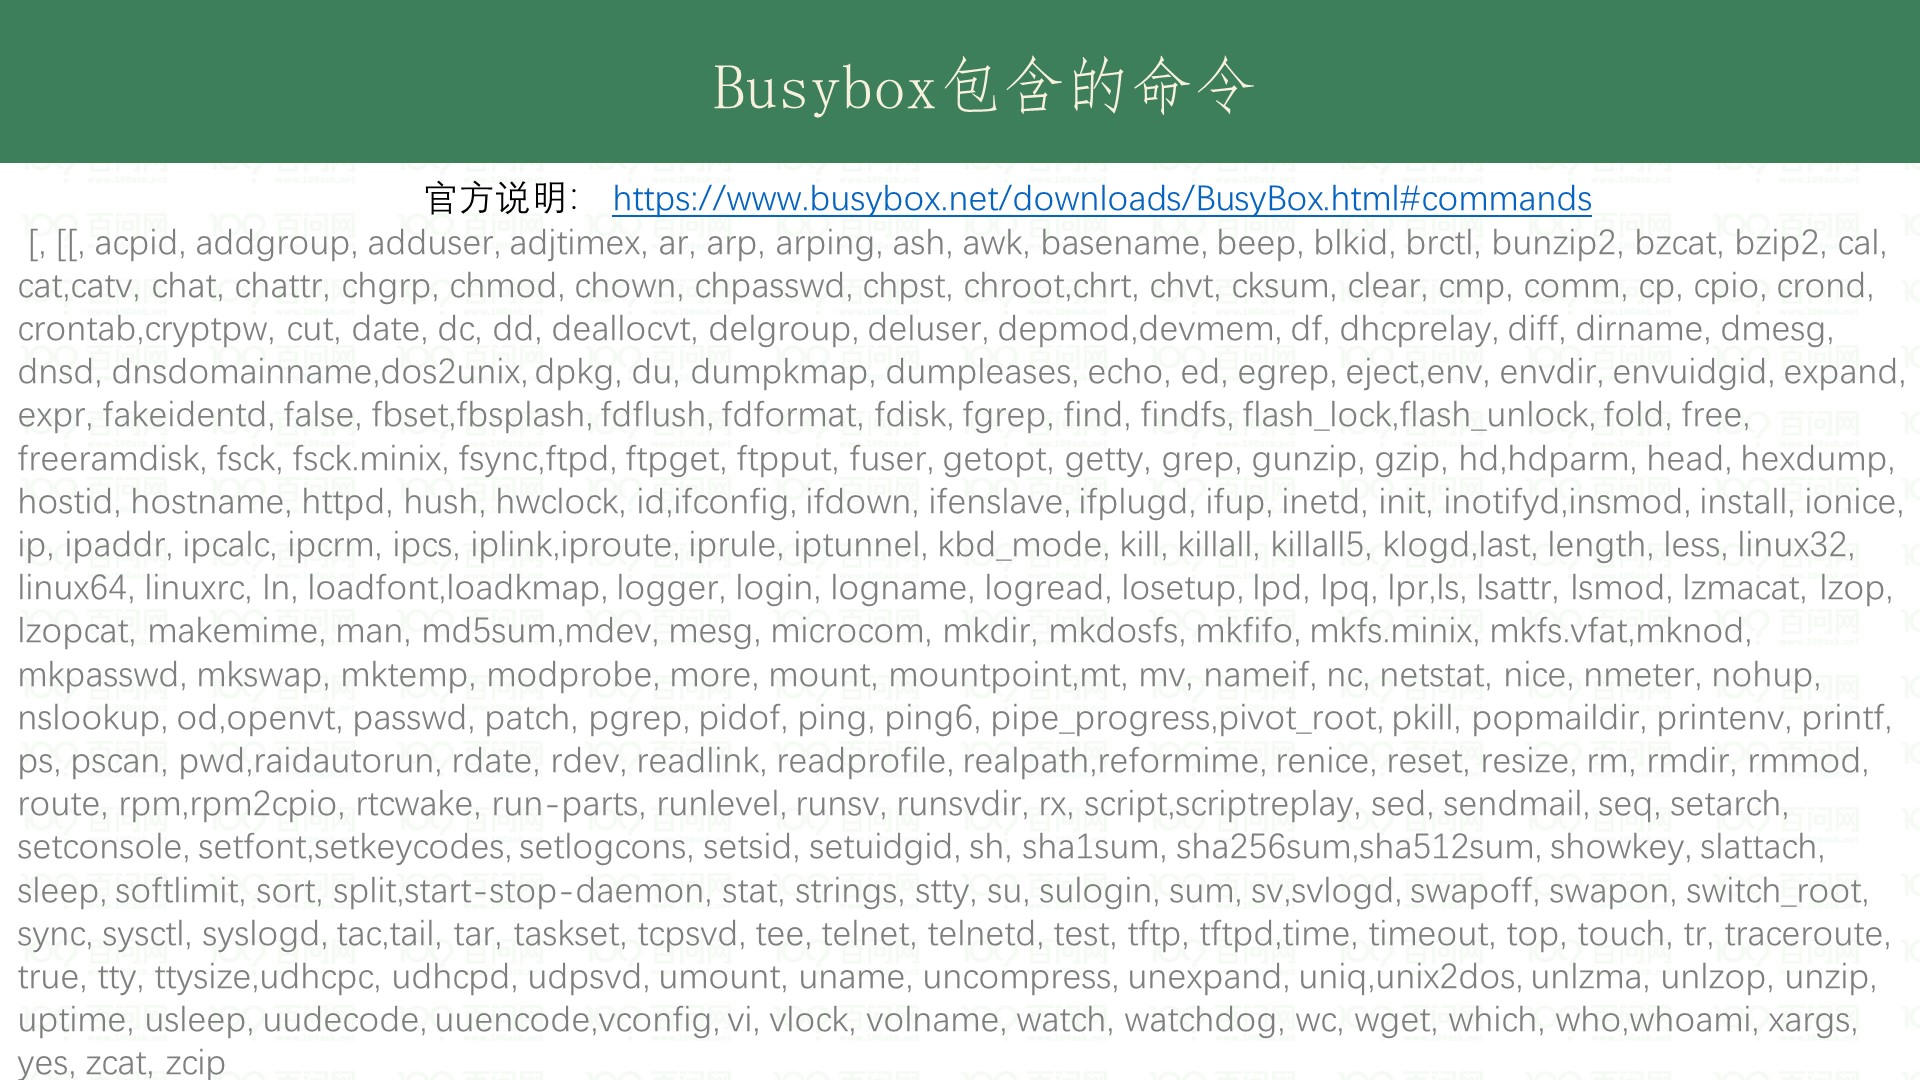 Busybox包含的命令
官方说明： https://www.busybox.net/downloads/BusyBox.html#commands
[, [[, acpid, addgroup, adduser, adjtimex, ar, arp, arping, ash, awk, basename, beep, blkid, brctl, bunzip2, bzcat, bzip2, cal,
cat,catv, chat, chattr, chgrp, chmod, chown, chpasswd, chpst, chroot,chrt, chvt, cksum, clear, cmp, comm, cp, cpio, crond,
crontab,cryptpw, cut, date, dc, dd, deallocvt, delgroup, deluser, depmod,devmem, df, dhcprelay, diff, dirname, dmesg,
dnsd, dnsdomainname,dos2unix, dpkg, du, dumpkmap, dumpleases, echo, ed, egrep, eject,env, envdir, envuidgid, expand,
expr, fakeidentd, false, fbset,fbsplash, fdflush, fdformat, fdisk, fgrep, find, findfs, flash_lock,flash_unlock, fold, free,
freeramdisk, fsck, fsck.minix, fsync,ftpd, ftpget, ftpput, fuser, getopt, getty, grep, gunzip, gzip, hd,hdparm, head, hexdump,
hostid, hostname, httpd, hush, hwclock, id,ifconfig, ifdown, ifenslave, ifplugd, ifup, inetd, init, inotifyd,insmod, install, ionice,
ip, ipaddr, ipcalc, ipcrm, ipcs, iplink,iproute, iprule, iptunnel, kbd_mode, kill, killall, killall5, klogd,last, length, less, linux32,
linux64, linuxrc, ln, loadfont,loadkmap, logger, login, logname, logread, losetup, lpd, lpq, lpr,ls, lsattr, lsmod, lzmacat, lzop,
lzopcat, makemime, man, md5sum,mdev, mesg, microcom, mkdir, mkdosfs, mkfifo, mkfs.minix, mkfs.vfat,mknod,
mkpasswd, mkswap, mktemp, modprobe, more, mount, mountpoint,mt, mv, nameif, nc, netstat, nice, nmeter, nohup,
nslookup, od,openvt, passwd, patch, pgrep, pidof, ping, ping6, pipe_progress,pivot_root, pkill, popmaildir, printenv, printf,
ps, pscan, pwd,raidautorun, rdate, rdev, readlink, readprofile, realpath,reformime, renice, reset, resize, rm, rmdir, rmmod,
route, rpm,rpm2cpio, rtcwake, run-parts, runlevel, runsv, runsvdir, rx, script,scriptreplay, sed, sendmail, seq, setarch,
setconsole, setfont,setkeycodes, setlogcons, setsid, setuidgid, sh, sha1sum, sha256sum,sha512sum, showkey, slattach,
sleep, softlimit, sort, split,start-stop-daemon, stat, strings, stty, su, sulogin, sum, sv,svlogd, swapoff, swapon, switch_root,
sync, sysctl, syslogd, tac,tail, tar, taskset, tcpsvd, tee, telnet, telnetd, test, tftp, tftpd,time, timeout, top, touch, tr, traceroute,
true, tty, ttysize,udhcpc, udhcpd, udpsvd, umount, uname, uncompress, unexpand, uniq,unix2dos, unlzma, unlzop, unzip,
uptime, usleep, uudecode, uuencode,vconfig, vi, vlock, volname, watch, watchdog, wc, wget, which, who,whoami, xargs,
yes, zcat, zcip